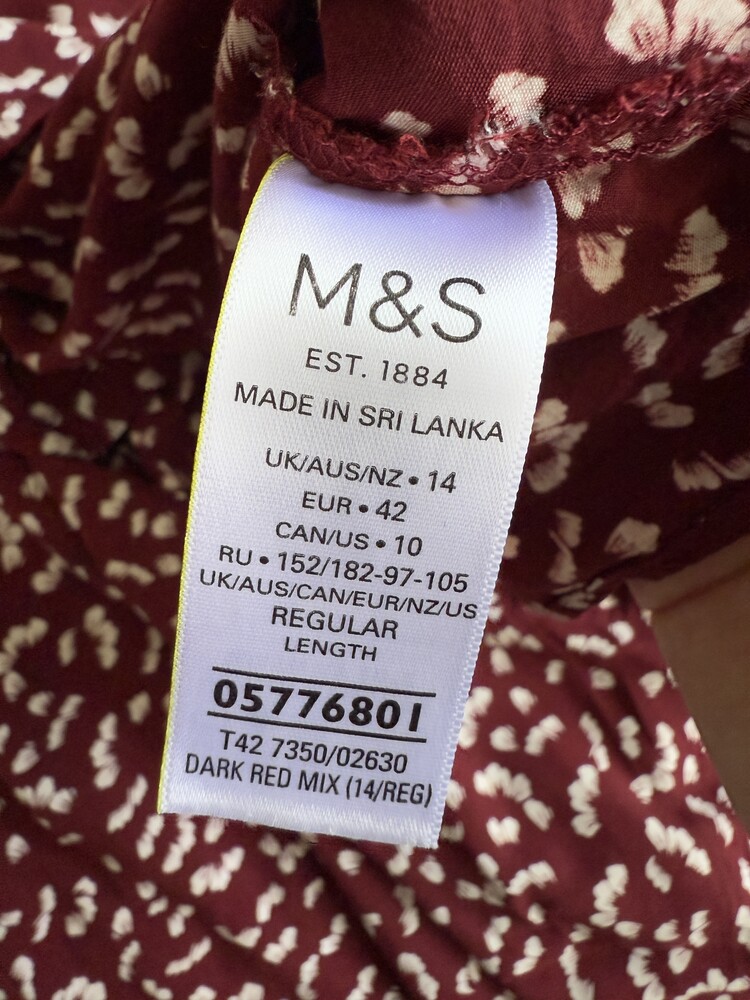 M&S
EST. 1884
MADE IN SRI LANKA
UK/AUS/NZ • 14
EUR • 42
CAN/US • 10
RU • 152/182-97-105
UK/AUS/CAN/EUR/NZ/US
REGULAR
LENGTH
05776801
T42 7350/02630
DARK RED MIX (14/REG)